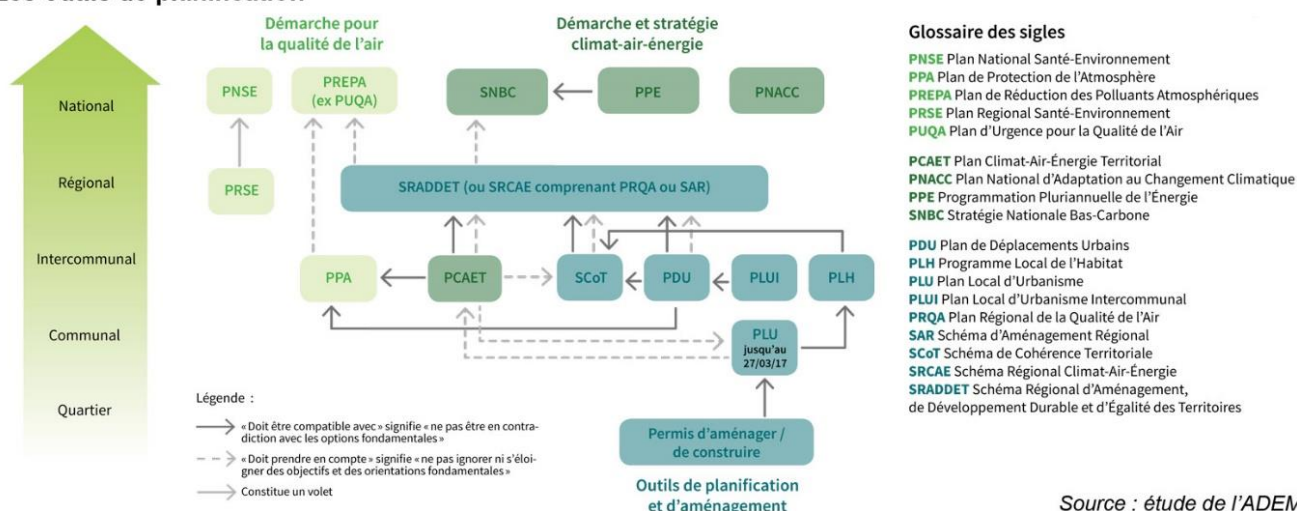 Démarche pour
la qualité de l'air
Démarche et stratégie
climat-air-énergie
National
Régional
Intercommunal
Communal
Quartier
PNSE
PREPA
(ex PUQA)
SNBC
PPE
PNACC
PRSE
SRADDET (ou SRCAE comprenant PRQA ou SAR)
PPA
PCAET
SCoT
PDU
PLUI
PLH
PLU
jusqu'au
27/03/17
Permis d'aménager /
de construire
Outils de planification
et d'aménagement
Légende :
« Doit être compatible avec » signifie « ne pas être en contra-
diction avec les options fondamentales »
« Doit prendre en compte » signifie « ne pas ignorer ni s'éloi-
gner des objectifs et des orientations fondamentales »
Constitue un volet
Glossaire des sigles
PNSE Plan National Santé-Environnement
PPA Plan de Protection de l'Atmosphère
PREPA Plan de Réduction des Polluants Atmosphériques
PRSE Plan Regional Santé-Environnement
PUQA Plan d'Urgence pour la Qualité de l'Air
PCAET Plan Climat-Air-Énergie Territorial
PNACC Plan National d'Adaptation au Changement Climatique
PPE Programmation Pluriannuelle de l'Énergie
SNBC Stratégie Nationale Bas-Carbone
PDU Plan de Déplacements Urbains
PLH Programme Local de l'Habitat
PLU Plan Local d'Urbanisme
PLUI Plan Local d'Urbanisme Intercommunal
PRQA Plan Régional de la Qualité de l'Air
SAR Schéma d'Aménagement Régional
SCoT Schéma de Cohérence Territoriale
SRCAE Schéma Régional Climat-Air-Énergie
SRADDET Schéma Régional d'Aménagement,
de Développement Durable et d'Égalité des Territoires
Source : étude de l'ADEM